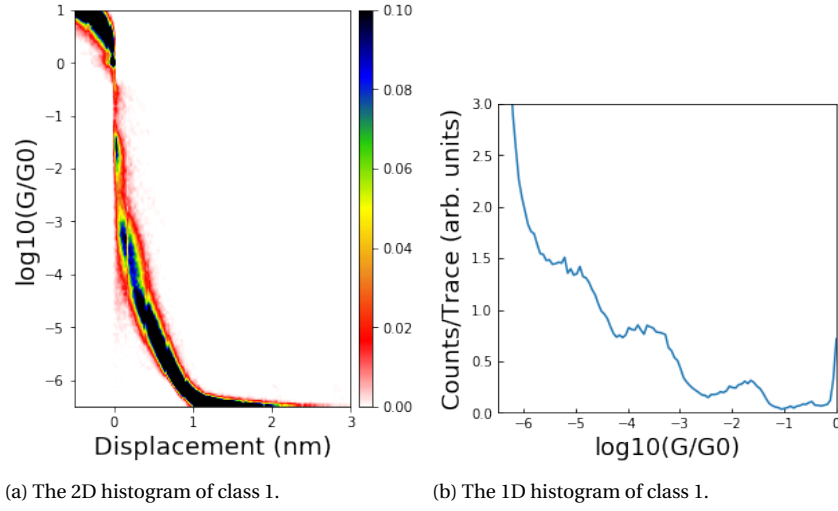 1
0
−1
−2
−3
−4
−5
−6
log10(G/G0)
0 1 2 3
Displacement (nm)
0.10
0.08
0.06
0.04
0.02
0.00
(a) The 2D histogram of class 1.
3.0
2.5
2.0
1.5
1.0
0.5
0.0
Counts/Trace (arb. units)
−6 −5 −4 −3 −2 −1 0
log10(G/G0)
(b) The 1D histogram of class 1.